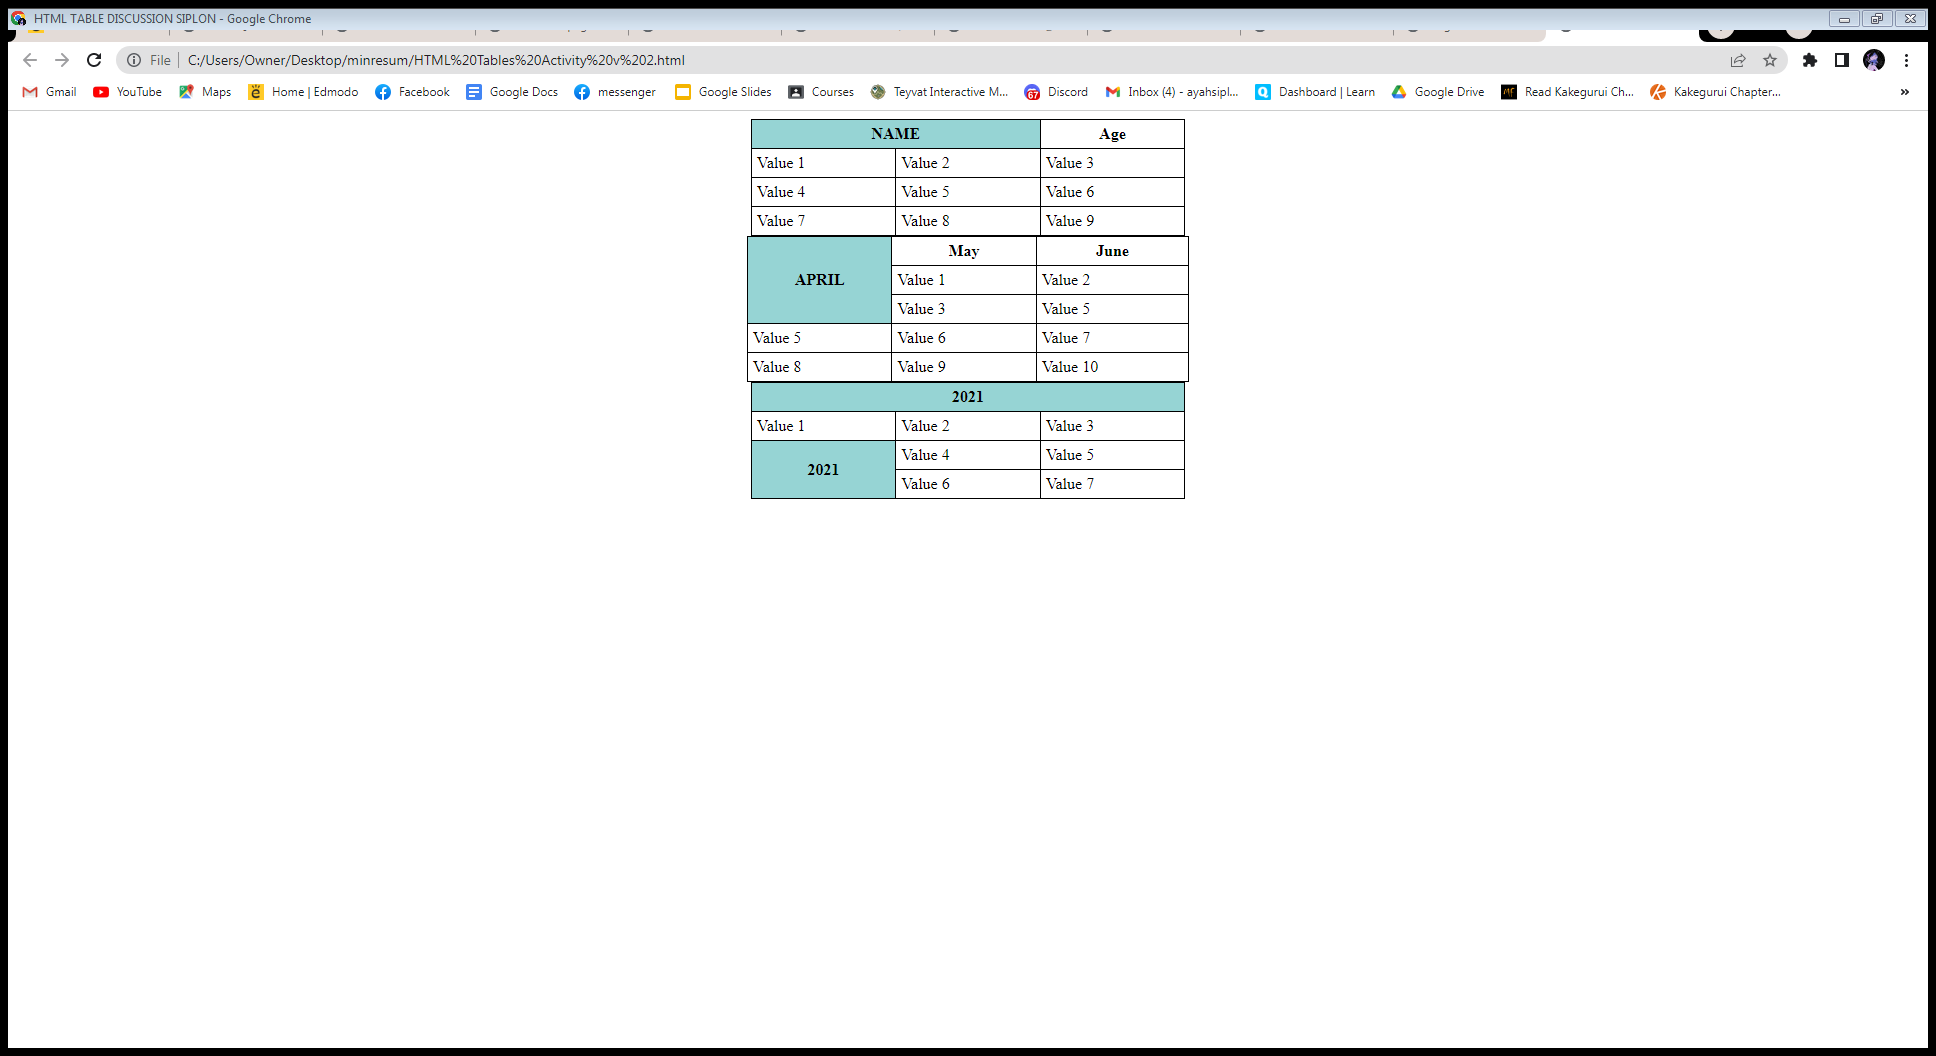 HTML TABLE DISCUSSION SIPLON - Google Chrome
File C:/Users/Owner/Desktop/minresum/HTML%20Tables%20Activity%20v%202.html
Gmail YouTube Maps Home | Edmodo Facebook Google Docs messenger Google Slides Courses Teyvat Interactive M... Discord Inbox (4) - ayahsipl... Dashboard | Learn Google Drive Read Kakegurui Ch... Kakegurui Chapter... »
NAME Age
Value 1 Value 2 Value 3
Value 4 Value 5 Value 6
Value 7 Value 8 Value 9
May June
APRIL Value 1 Value 2
Value 3 Value 5
Value 5 Value 6 Value 7
Value 8 Value 9 Value 10
2021
Value 1 Value 2 Value 3
2021 Value 4 Value 5
Value 6 Value 7